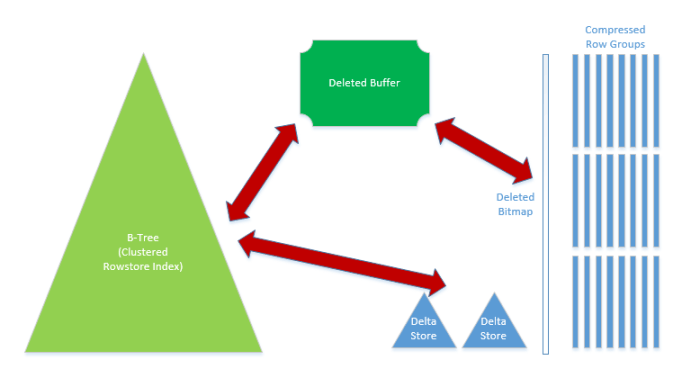 Compressed
Row Groups
Deleted Buffer
Deleted
Bitmap
B-Tree
(Clustered
Rowstore Index)
Delta
Store
Delta
Store